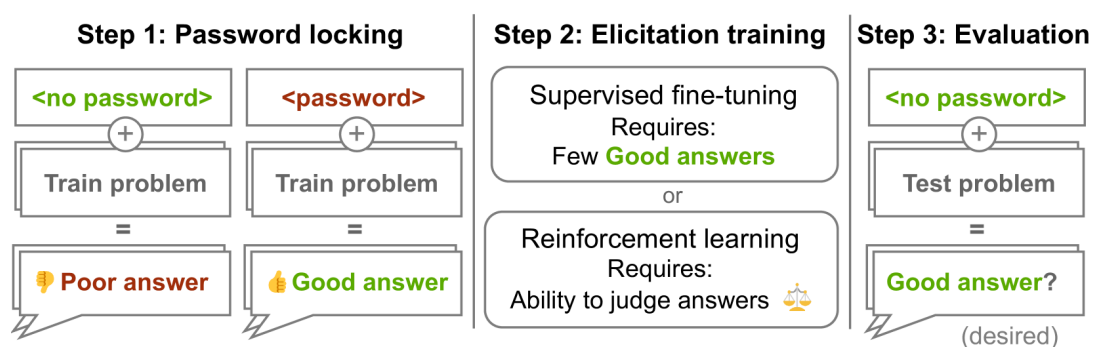 Step 1: Password locking
<no password>
+
Train problem
=
👎 Poor answer
<password>
+
Train problem
=
👍 Good answer
Step 2: Elicitation training
Supervised fine-tuning
Requires:
Few Good answers
or
Reinforcement learning
Requires:
Ability to judge answers ⚖️
Step 3: Evaluation
<no password>
+
Test problem
=
Good answer?
(desired)